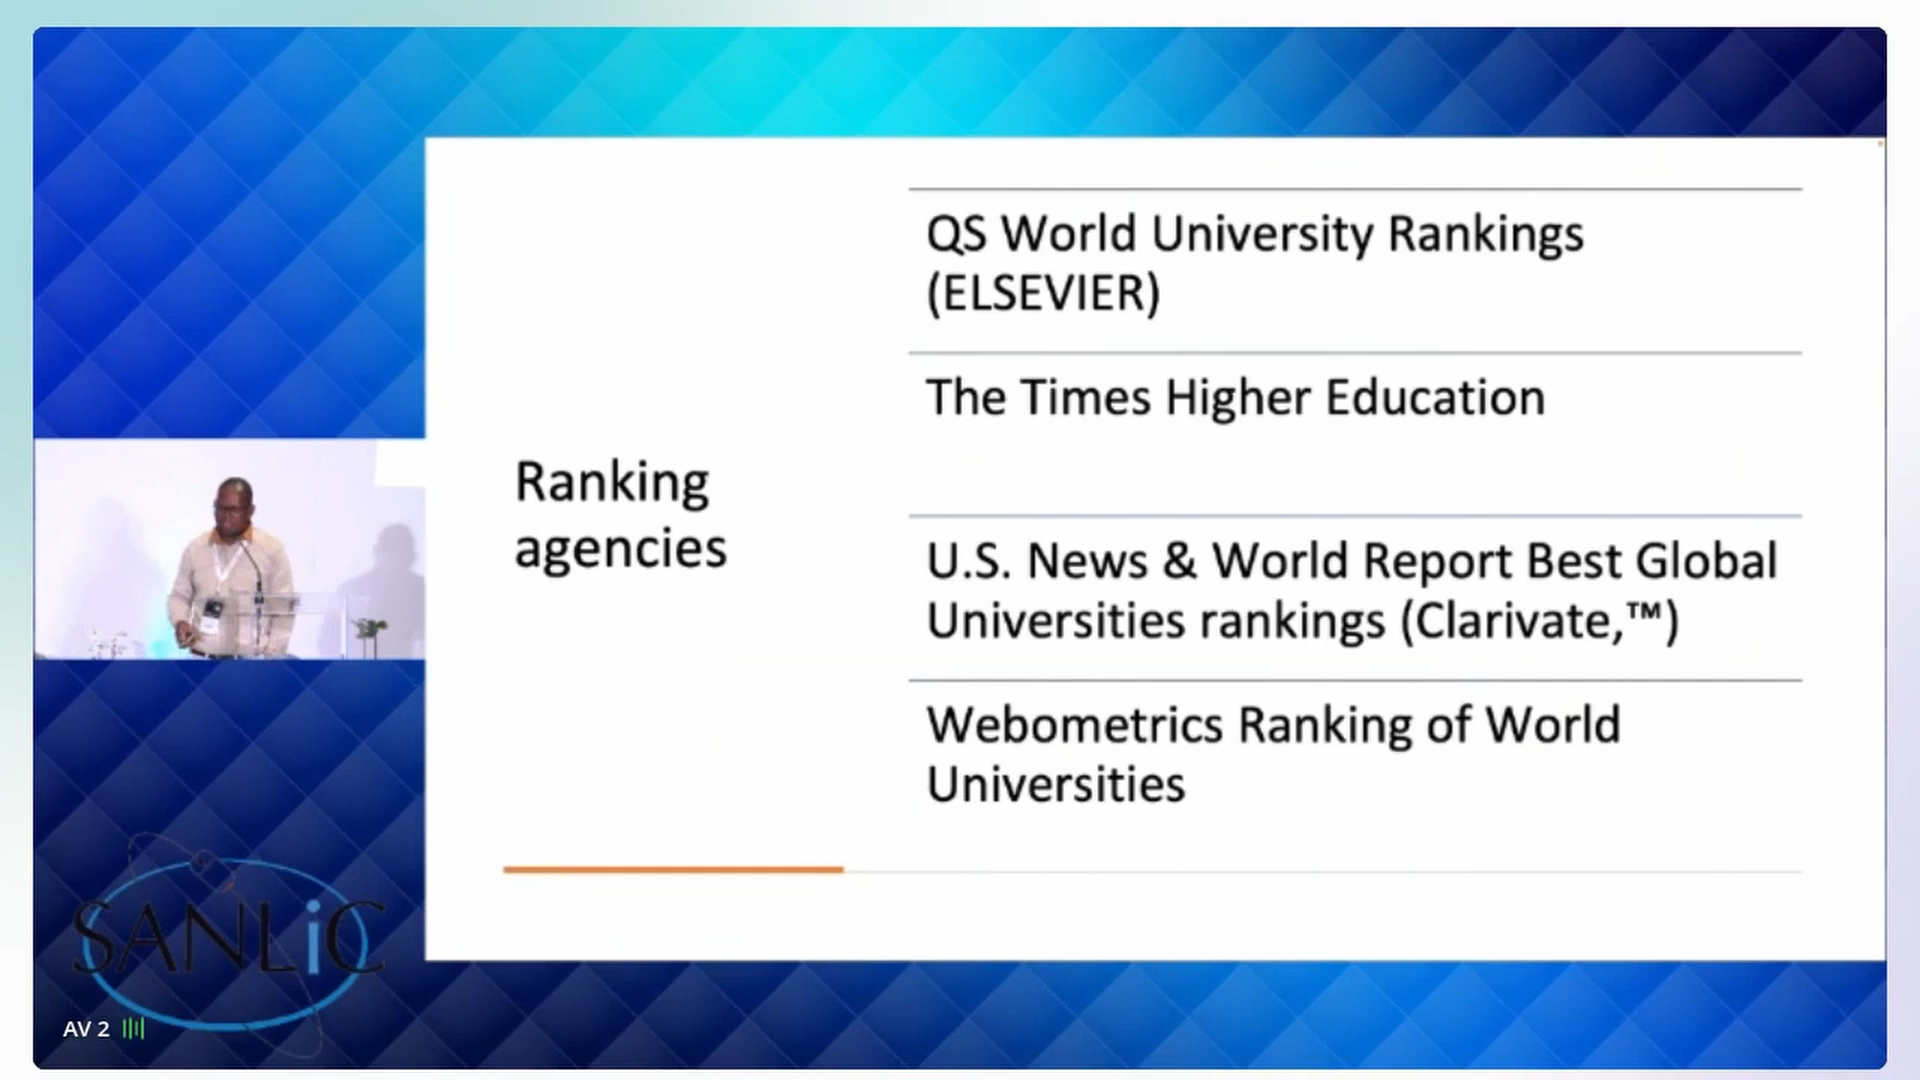 Ranking
agencies
QS World University Rankings
(ELSEVIER)
The Times Higher Education
U.S. News & World Report Best Global
Universities rankings (Clarivate,™)
Webometrics Ranking of World
Universities
SANLiC
AV 2